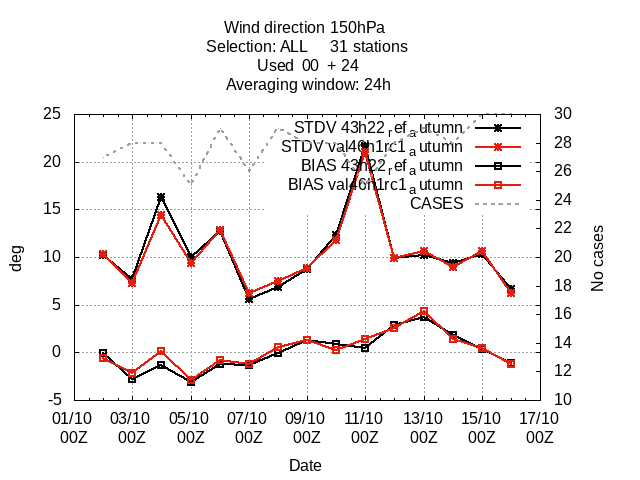 Wind direction 150hPa
Selection: ALL     31 stations
Used  00  + 24
Averaging window: 24h
25
20
15
10
5
0
-5
30
28
26
24
22
20
18
16
14
12
10
STDV 43h22ref_autumn
STDV val46h1rc1_autumn
BIAS 43h22ref_autumn
BIAS val46h1rc1_autumn
CASES
deg
No cases
01/10 03/10 05/10 07/10 09/10 11/10 13/10 15/10 17/10
00Z 00Z 00Z 00Z 00Z 00Z 00Z 00Z 00Z
Date